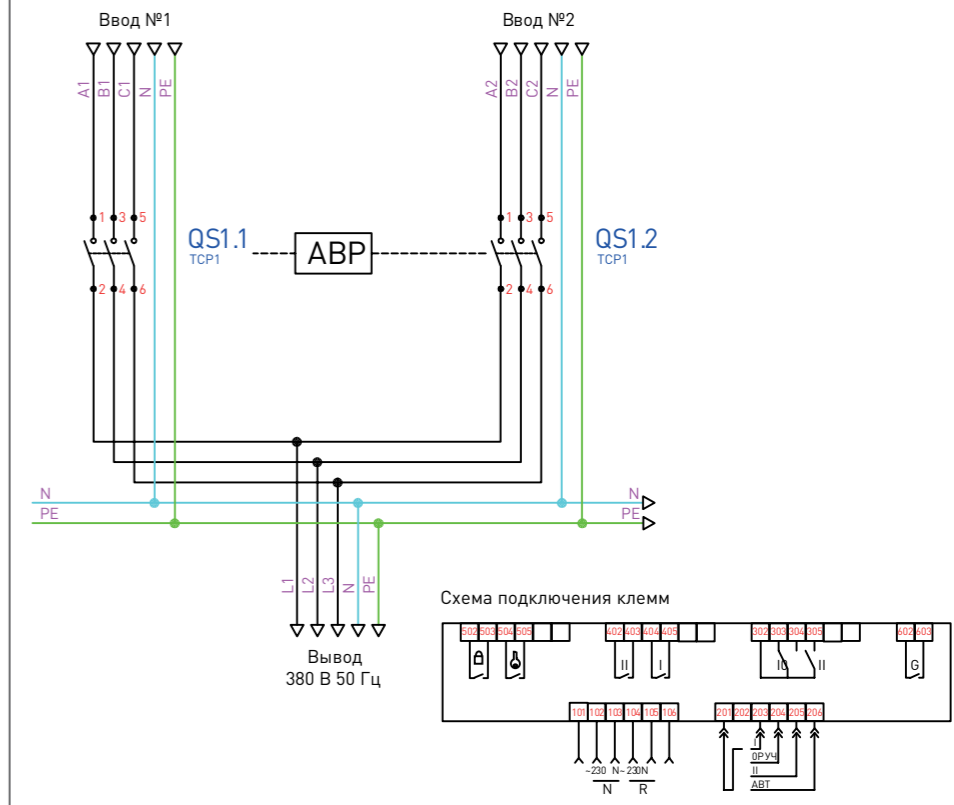 Ввод №1
Ввод №2
A1 B1 C1 N PE
A2 B2 C2 N PE
1 3 5
1 3 5
QS1.1
TCP1
АВР
QS1.2
TCP1
2 4 6
2 4 6
N
N
PE
PE
L1 L2 L3 N PE
Вывод
380 В 50 Гц
Схема подключения клемм
502 503 504 505
402 403 404 405
302 303 304 305
602 603
II I
I0 II
G
101 102 103 104 105 106
201 202 203 204 205 206
~230 N~230N
N R
I
0РУЧ
II
АВТ